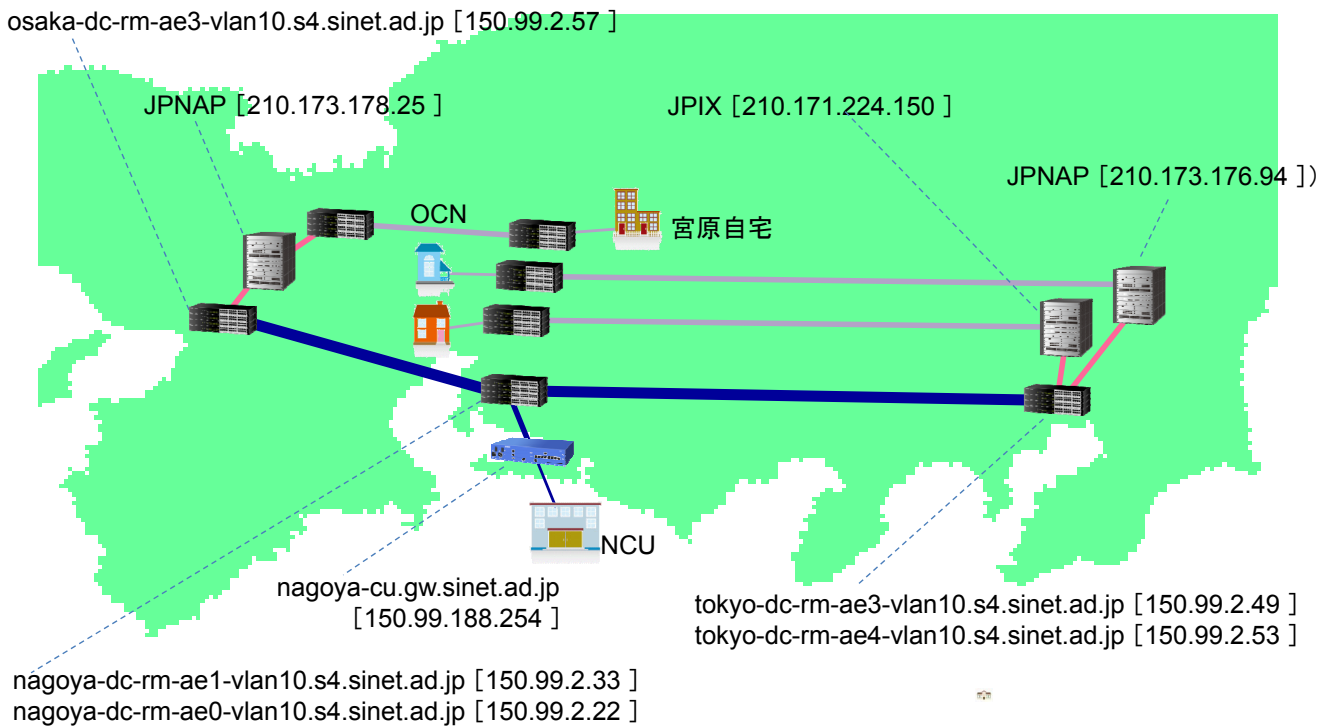 osaka-dc-rm-ae3-vlan10.s4.sinet.ad.jp [150.99.2.57 ]
JPNAP [210.173.178.25 ]
JPIX [210.171.224.150 ]
JPNAP [210.173.176.94 ])
OCN
宮原自宅
NCU
nagoya-cu.gw.sinet.ad.jp
[150.99.188.254 ]
tokyo-dc-rm-ae3-vlan10.s4.sinet.ad.jp [150.99.2.49 ]
tokyo-dc-rm-ae4-vlan10.s4.sinet.ad.jp [150.99.2.53 ]
nagoya-dc-rm-ae1-vlan10.s4.sinet.ad.jp [150.99.2.33 ]
nagoya-dc-rm-ae0-vlan10.s4.sinet.ad.jp [150.99.2.22 ]